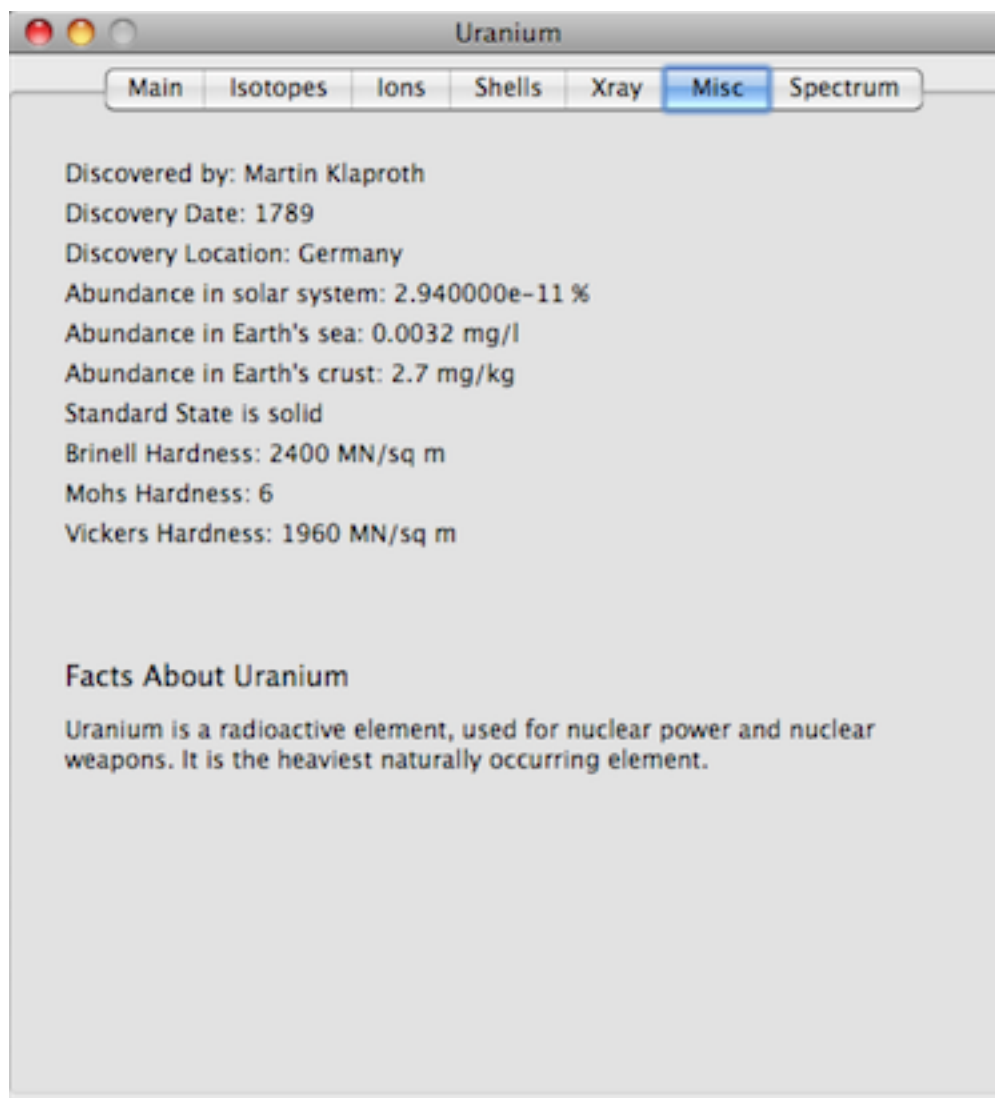 Uranium
Main Isotopes Ions Shells Xray Misc Spectrum
Discovered by: Martin Klaproth
Discovery Date: 1789
Discovery Location: Germany
Abundance in solar system: 2.940000e-11 %
Abundance in Earth's sea: 0.0032 mg/l
Abundance in Earth's crust: 2.7 mg/kg
Standard State is solid
Brinell Hardness: 2400 MN/sq m
Mohs Hardness: 6
Vickers Hardness: 1960 MN/sq m
Facts About Uranium
Uranium is a radioactive element, used for nuclear power and nuclear
weapons. It is the heaviest naturally occurring element.